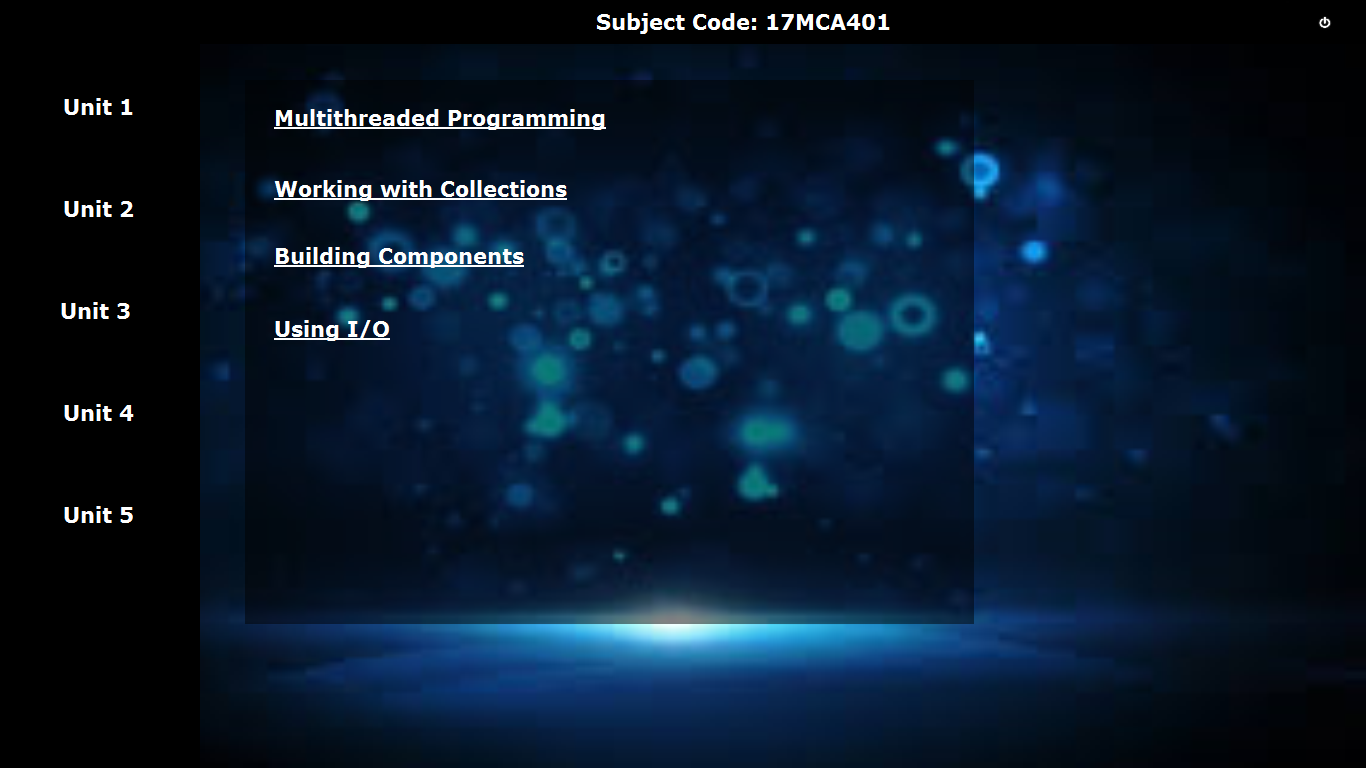 Subject Code: 17MCA401
Unit 1
Unit 2
Unit 3
Unit 4
Unit 5
Multithreaded Programming
Working with Collections
Building Components
Using I/O